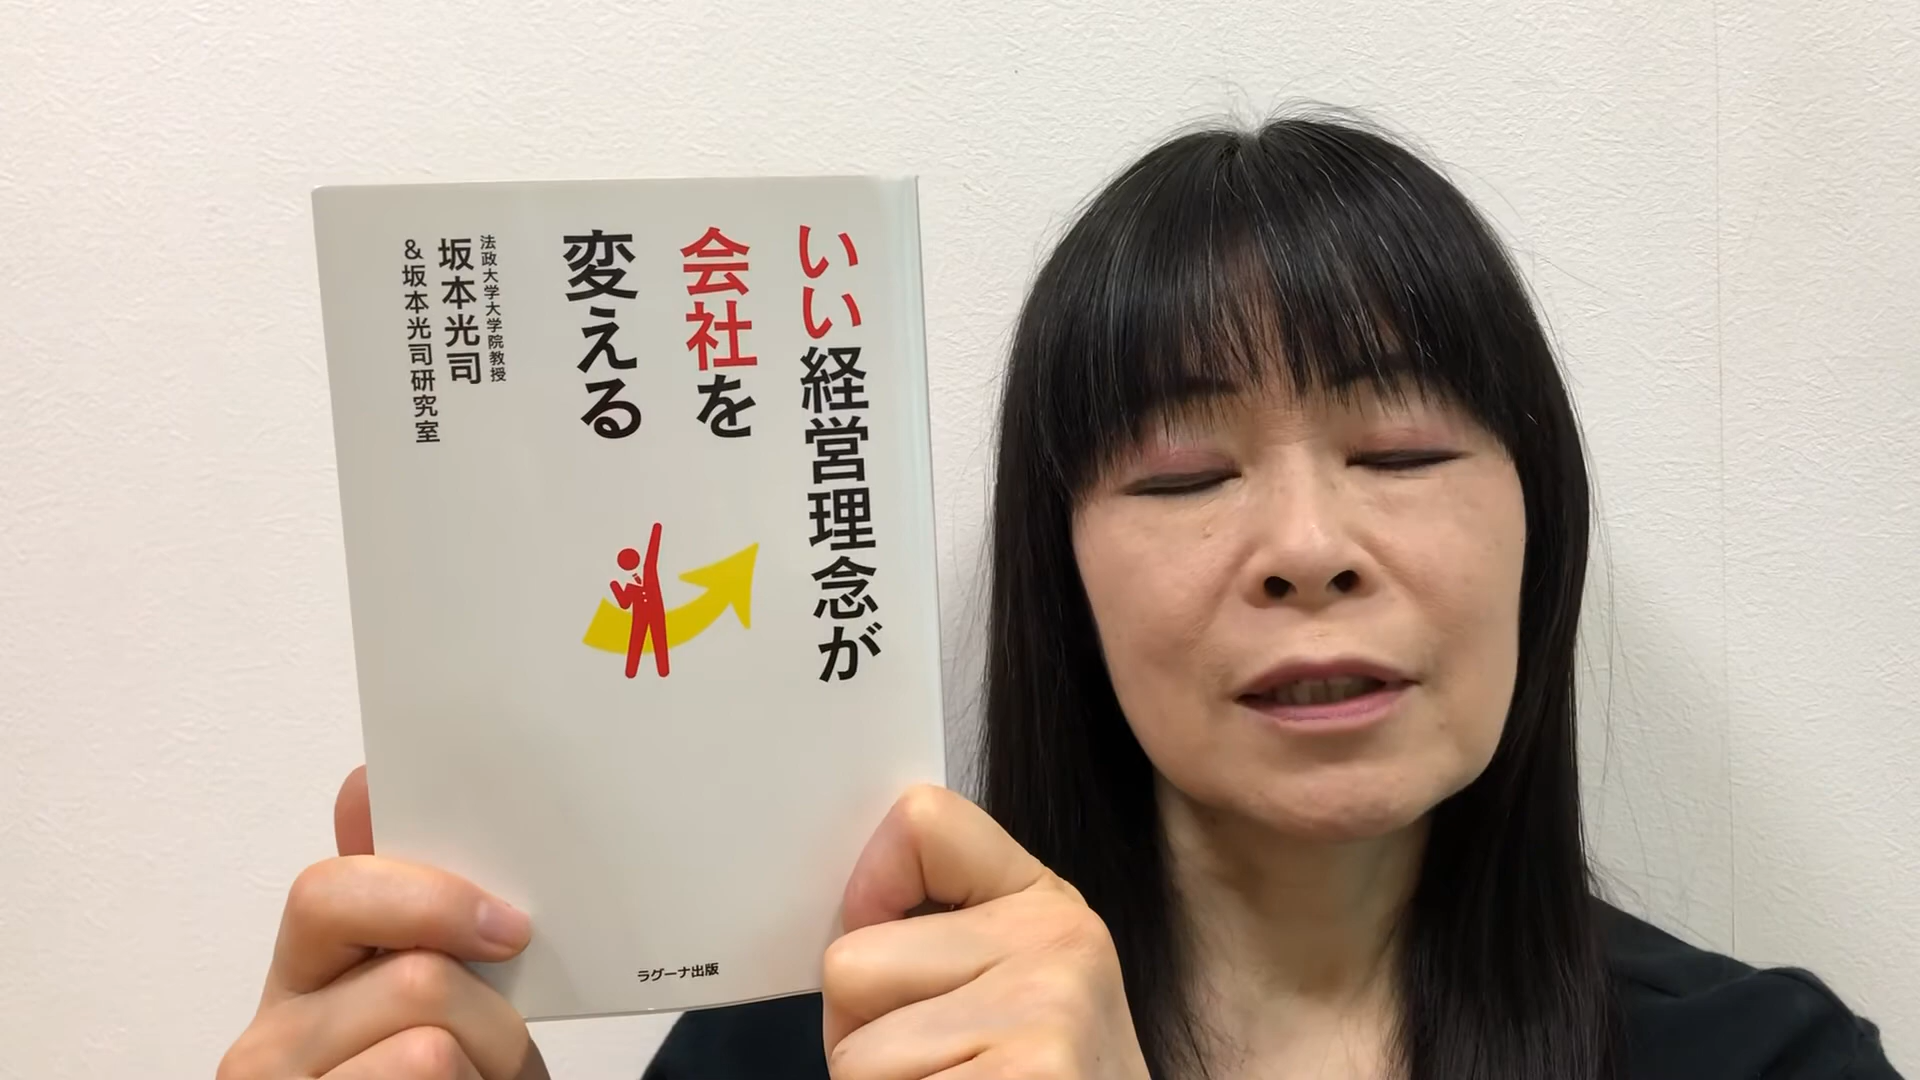 いい経営理念が
会社を
変える
法政大学大学院教授
坂本光司
&坂本光司研究室
ラグーナ出版